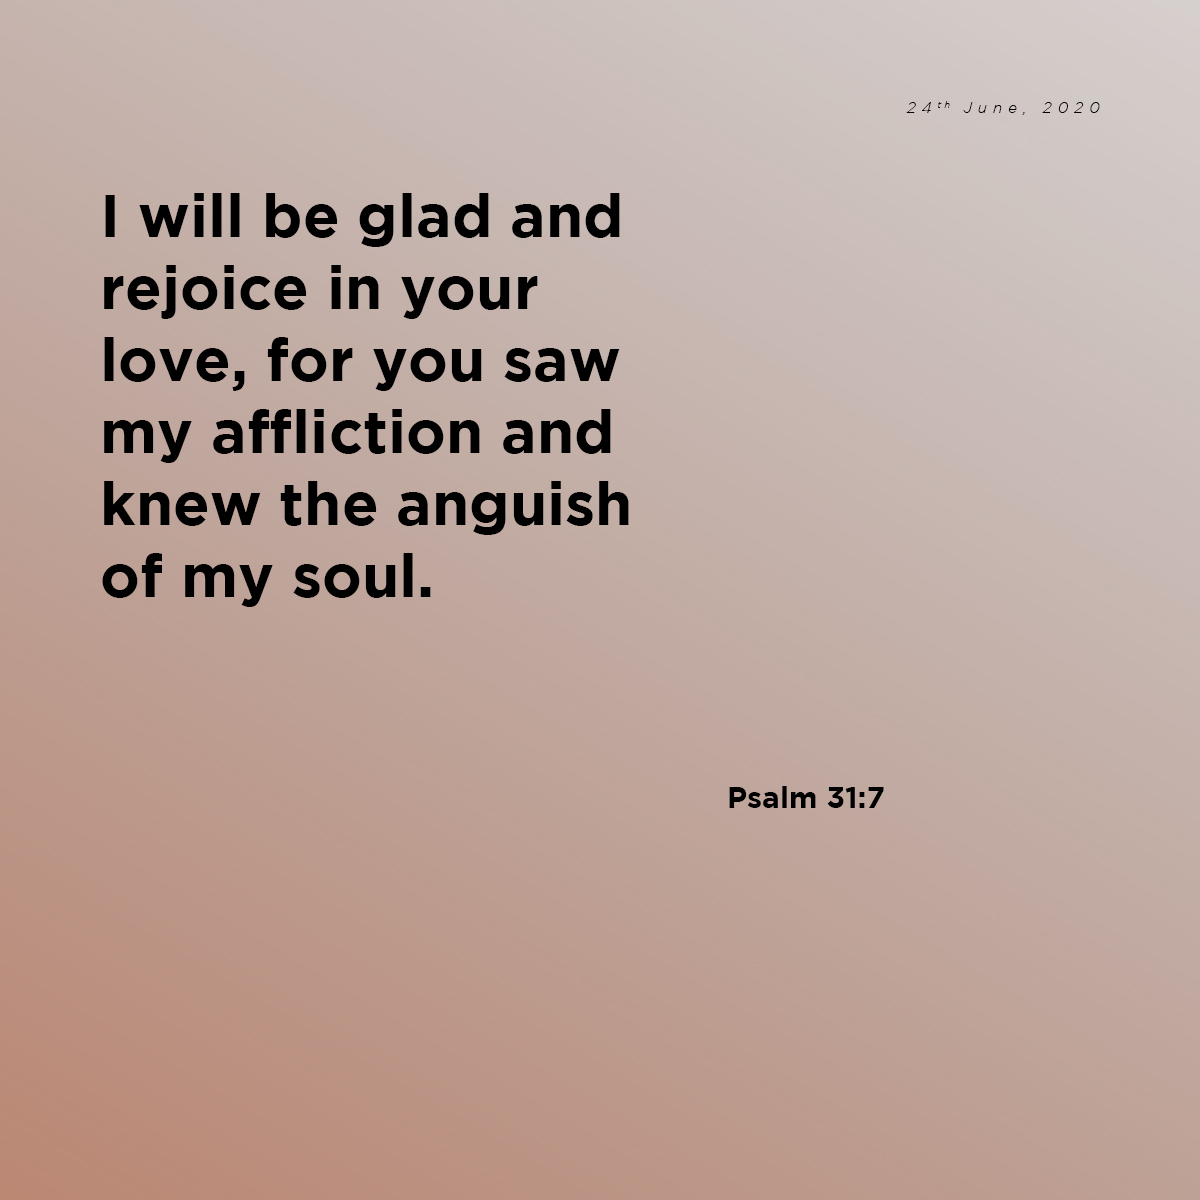 24th June, 2020
I will be glad and
rejoice in your
love, for you saw
my affliction and
knew the anguish
of my soul.
Psalm 31:7